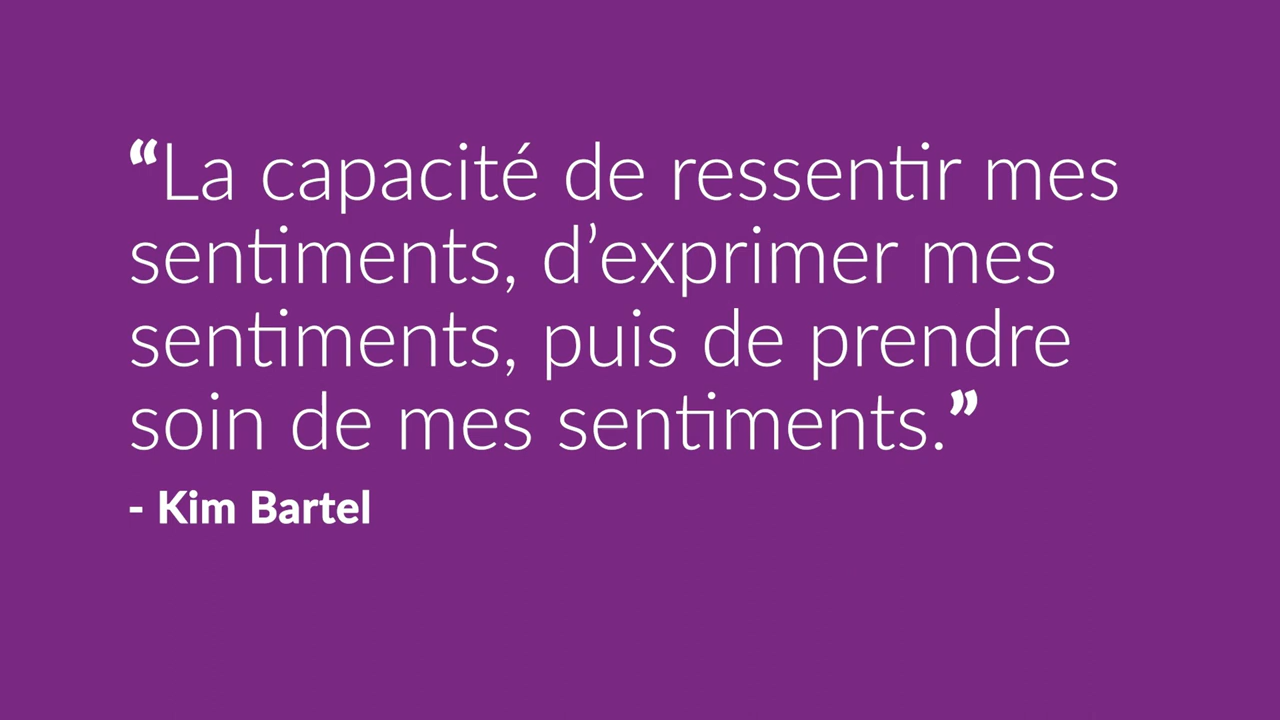 “La capacité de ressentir mes
sentiments, d’exprimer mes
sentiments, puis de prendre
soin de mes sentiments.”
- Kim Bartel